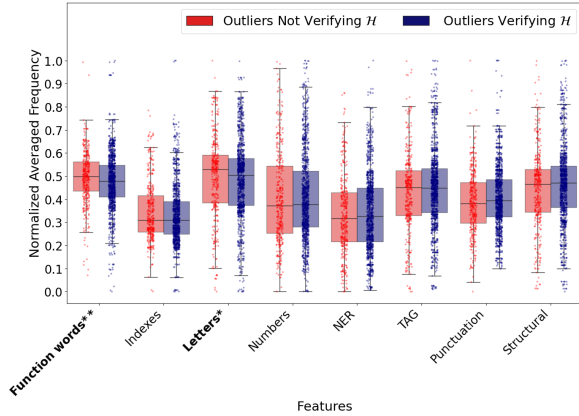 Outliers Not Verifying ℋ
Outliers Verifying ℋ
Normalized Averaged Frequency
1.0
0.9
0.8
0.7
0.6
0.5
0.4
0.3
0.2
0.1
0.0
Function words**
Indexes
Letters*
Numbers
NER
TAG
Punctuation
Structural
Features